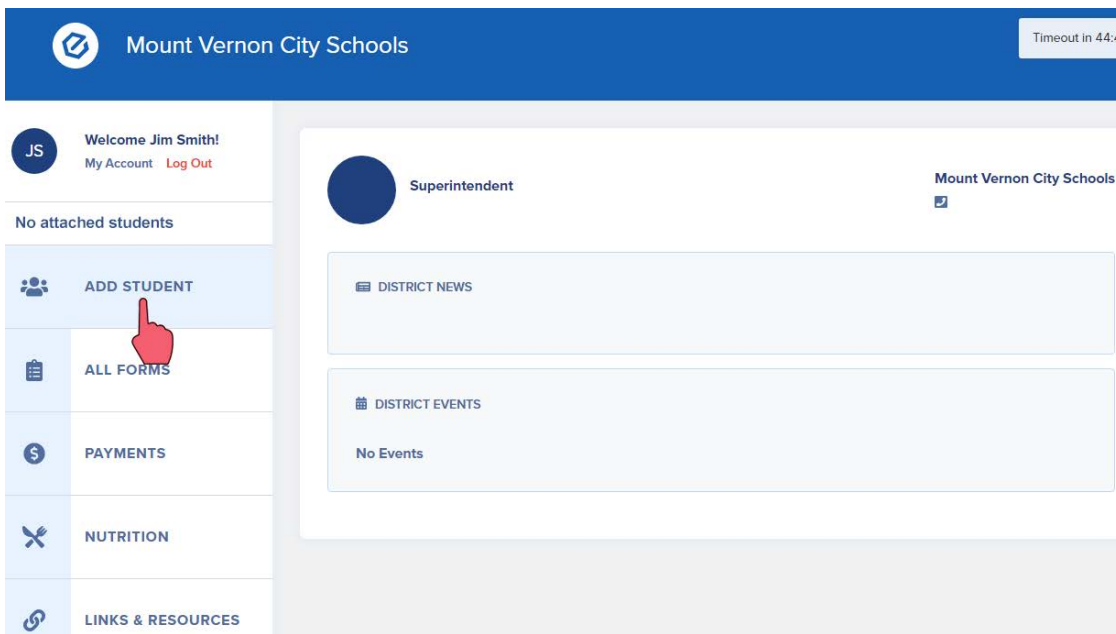 Mount Vernon City Schools
Timeout in 44:
JS
Welcome Jim Smith!
My Account Log Out
No attached students
ADD STUDENT
ALL FORMS
PAYMENTS
NUTRITION
LINKS & RESOURCES
Superintendent
Mount Vernon City Schools
DISTRICT NEWS
DISTRICT EVENTS
No Events